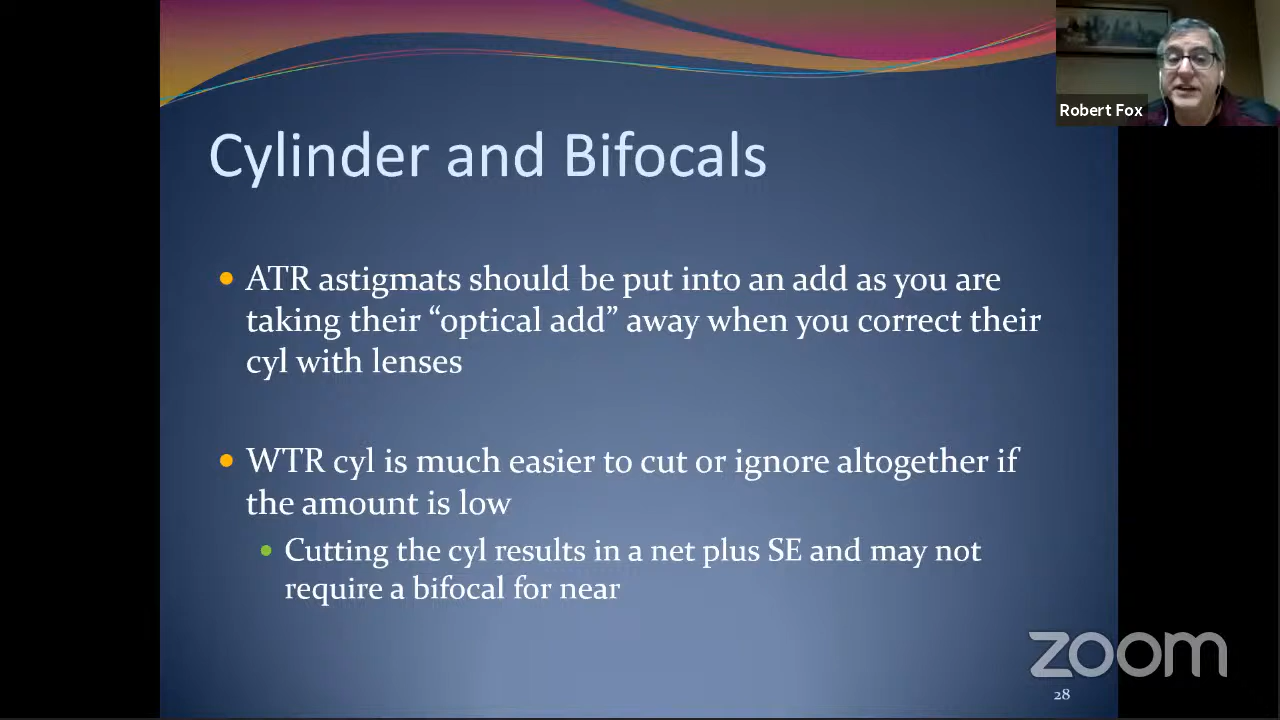 Robert Fox
Cylinder and Bifocals
ATR astigmats should be put into an add as you are
taking their “optical add” away when you correct their
cyl with lenses
WTR cyl is much easier to cut or ignore altogether if
the amount is low
Cutting the cyl results in a net plus SE and may not
require a bifocal for near
zoom
28